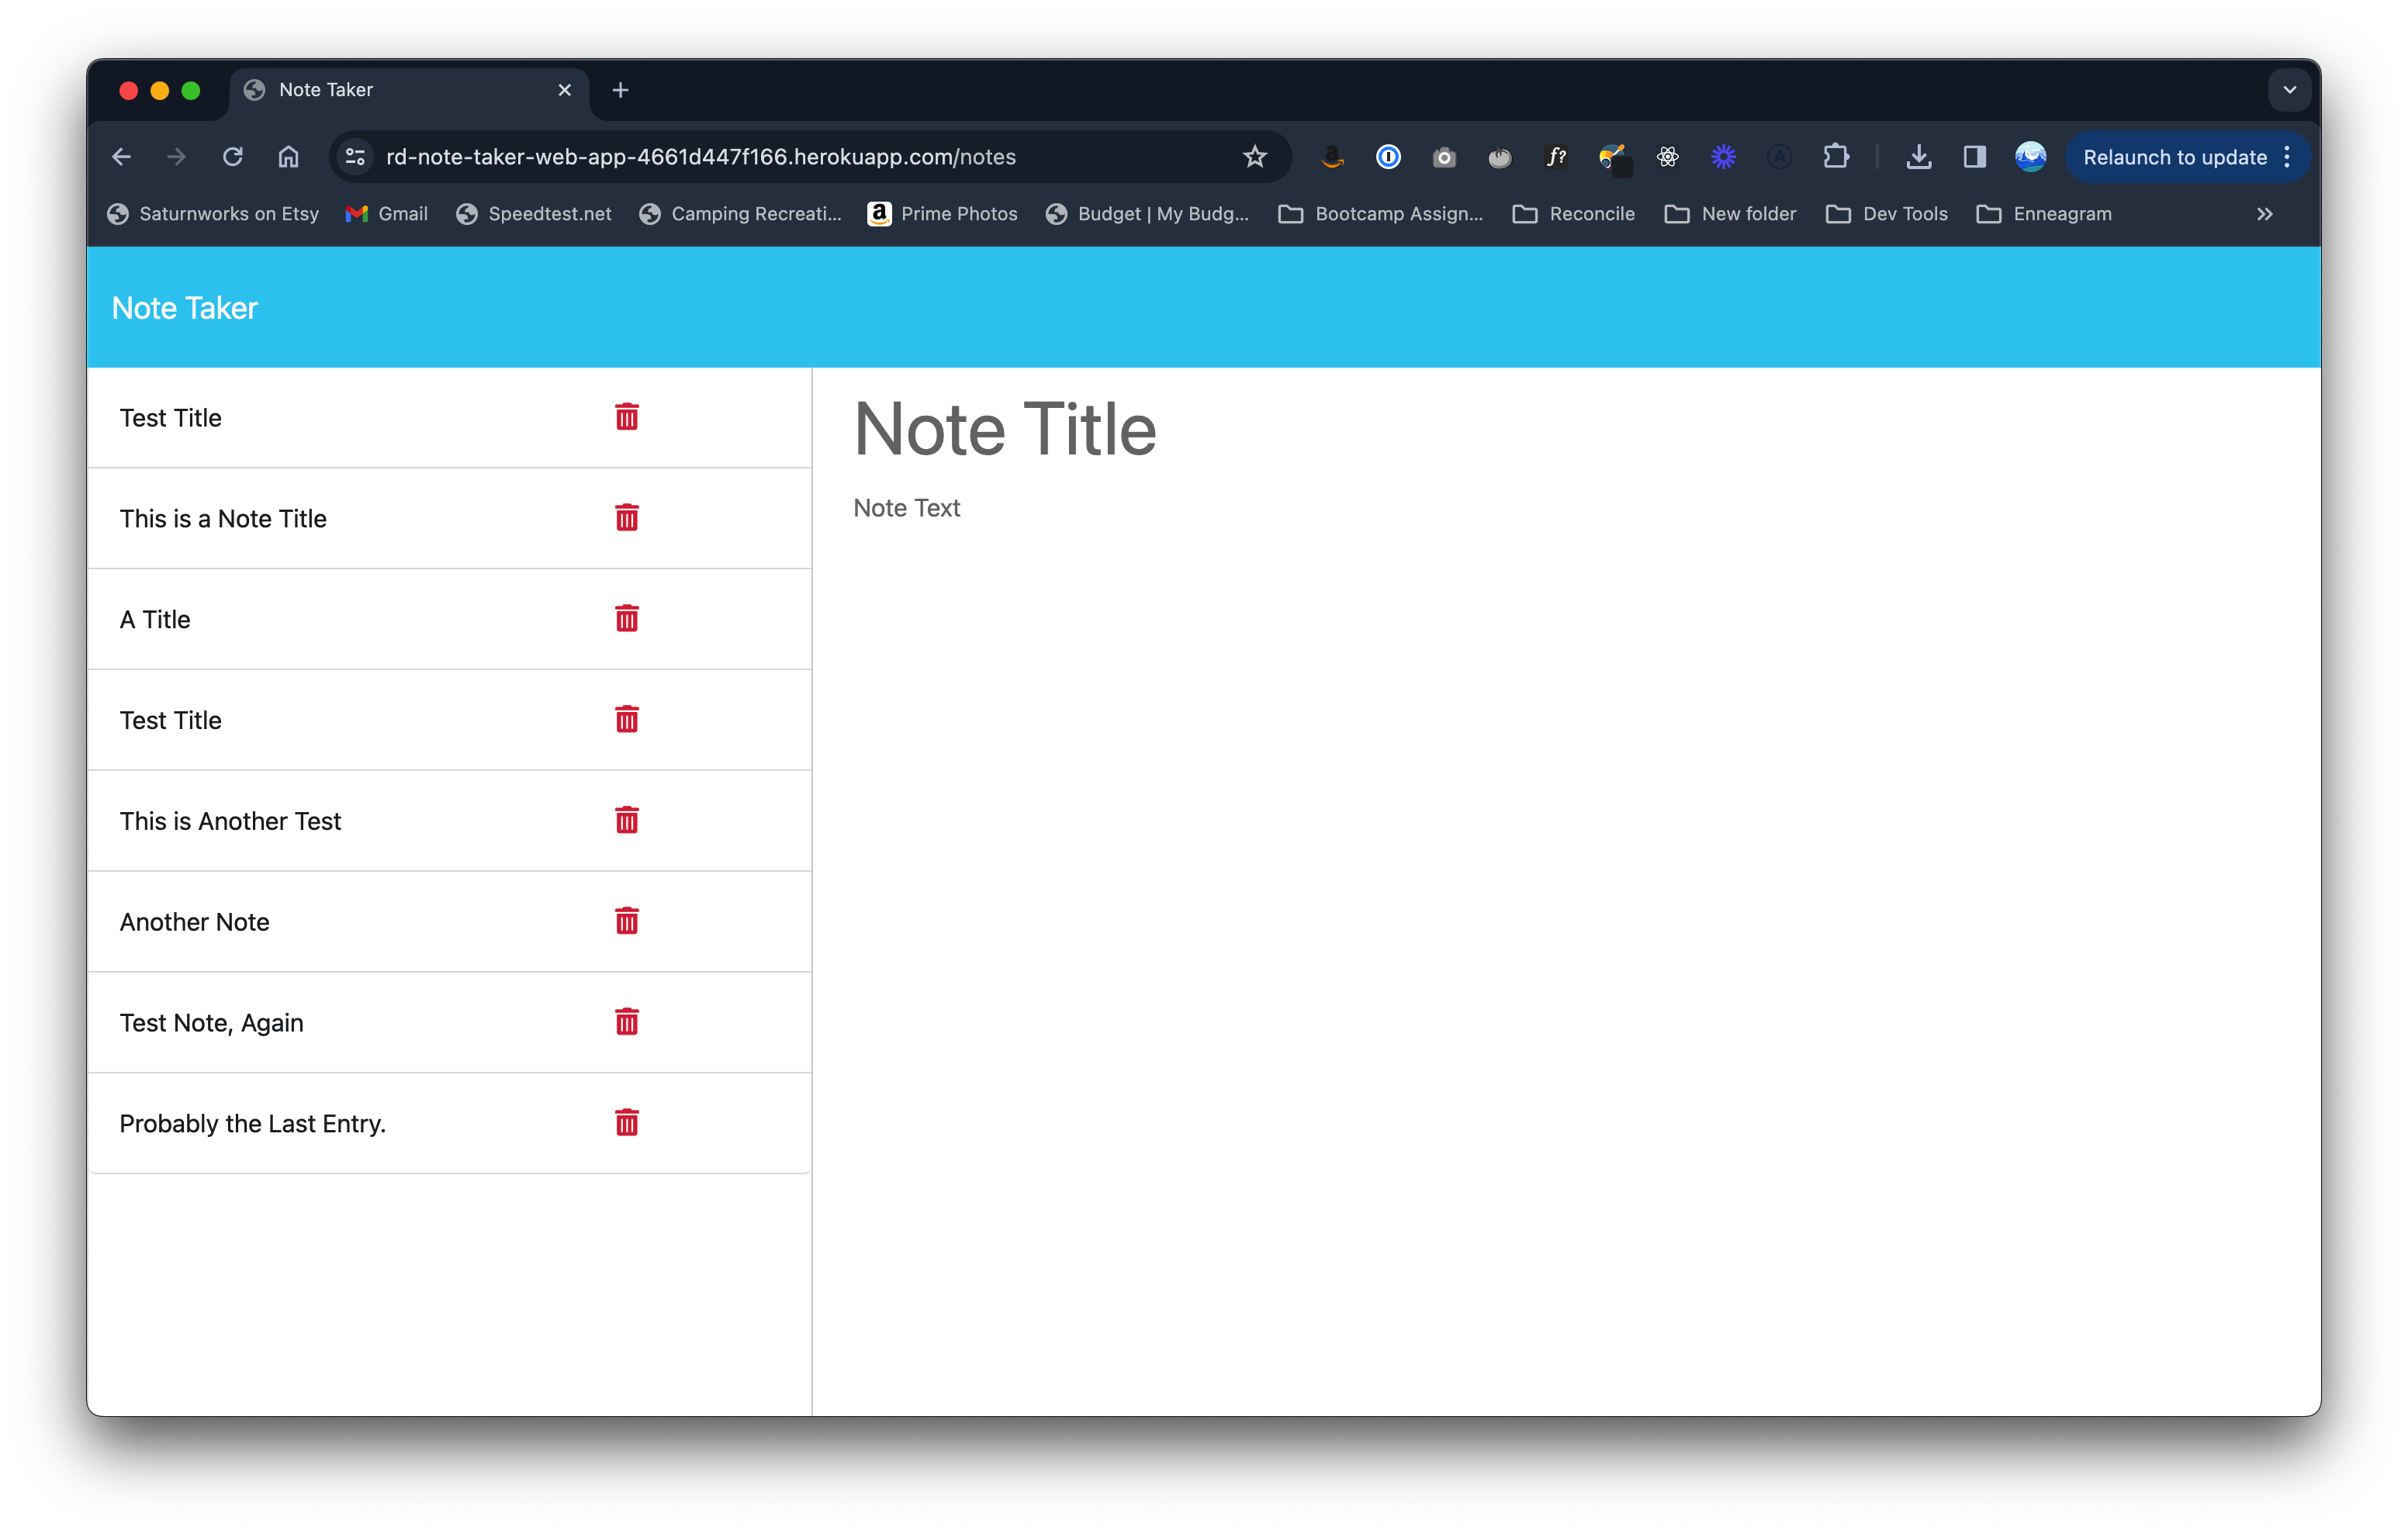 Note Taker
rd-note-taker-web-app-4661d447f166.herokuapp.com/notes
Relaunch to update
Saturnworks on Etsy Gmail Speedtest.net Camping Recreati... Prime Photos Budget | My Budg... Bootcamp Assign... Reconcile New folder Dev Tools Enneagram
Note Taker
Test Title
This is a Note Title
A Title
Test Title
This is Another Test
Another Note
Test Note, Again
Probably the Last Entry.
Note Title
Note Text